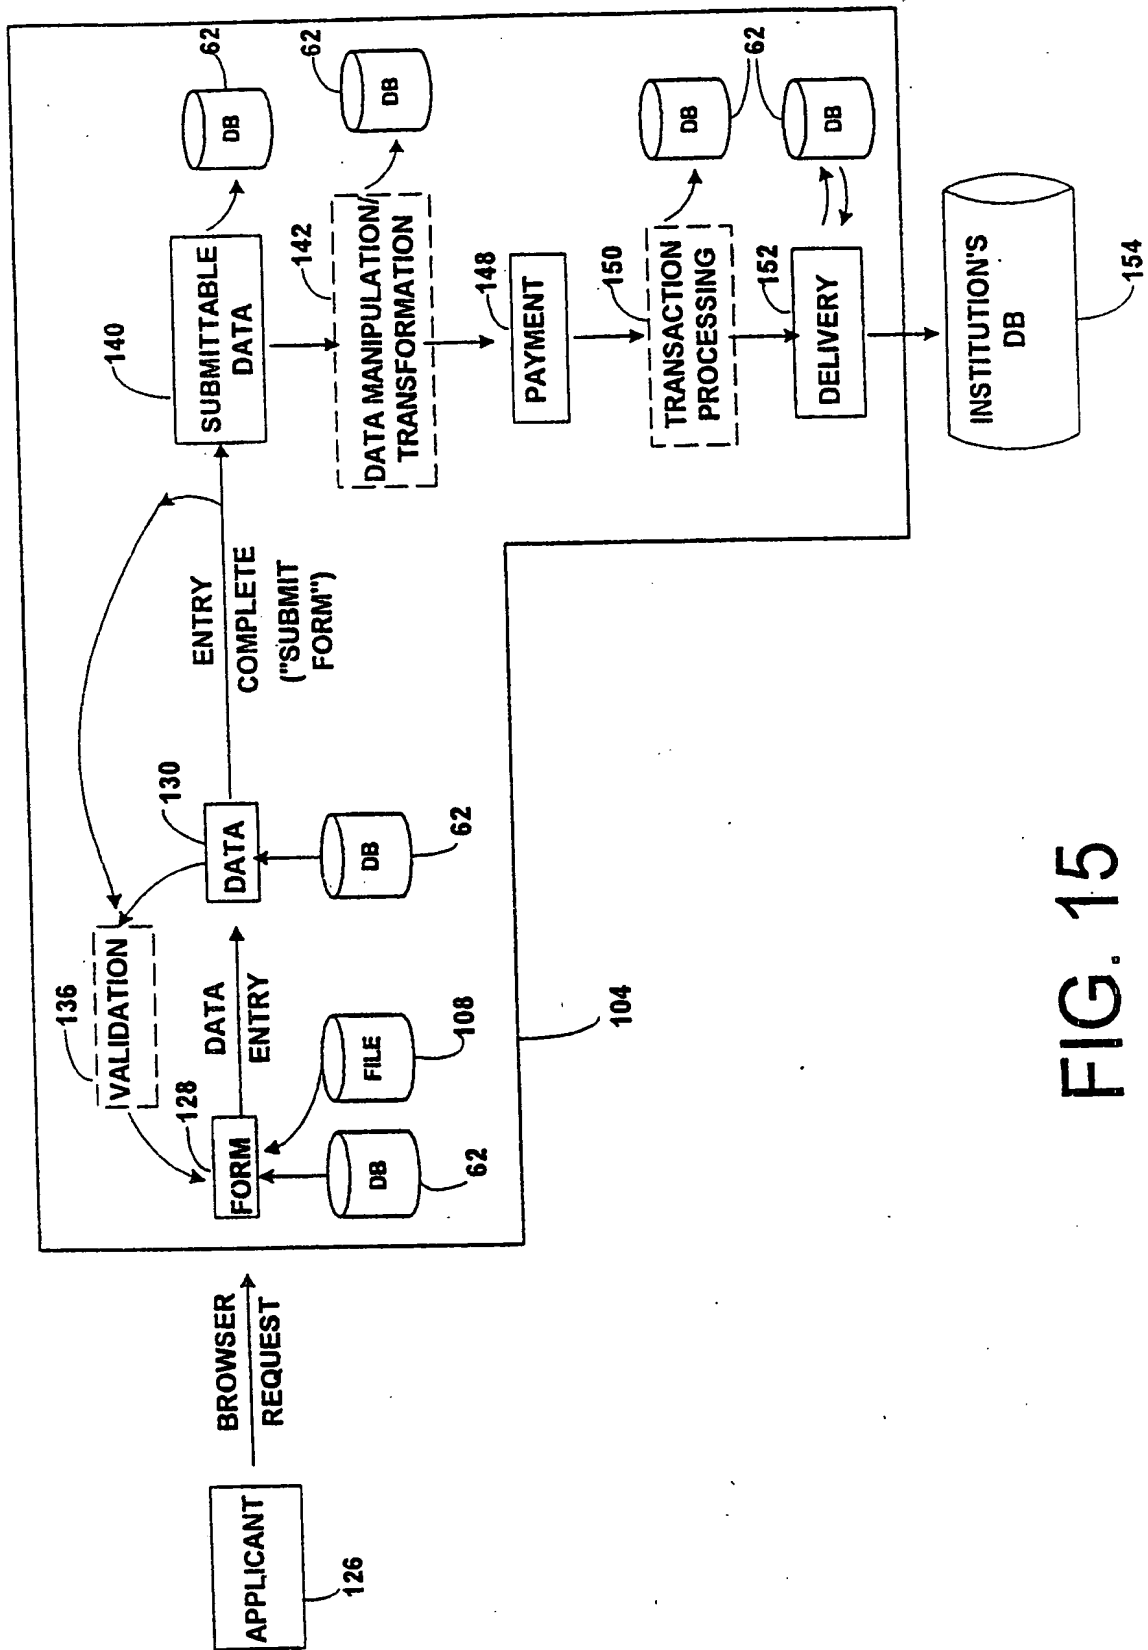 APPLICANT
126
BROWSER
REQUEST
136
VALIDATION
128
FORM
DB
62
FILE
108
DATA
ENTRY
130
DATA
DB
62
104
ENTRY
COMPLETE
("SUBMIT
FORM")
140
SUBMITTABLE
DATA
DB
62
142
DATA MANIPULATION/
TRANSFORMATION
DB
62
148
PAYMENT
150
TRANSACTION
PROCESSING
DB
62
152
DELIVERY
DB
INSTITUTION'S
DB
154
FIG. 15